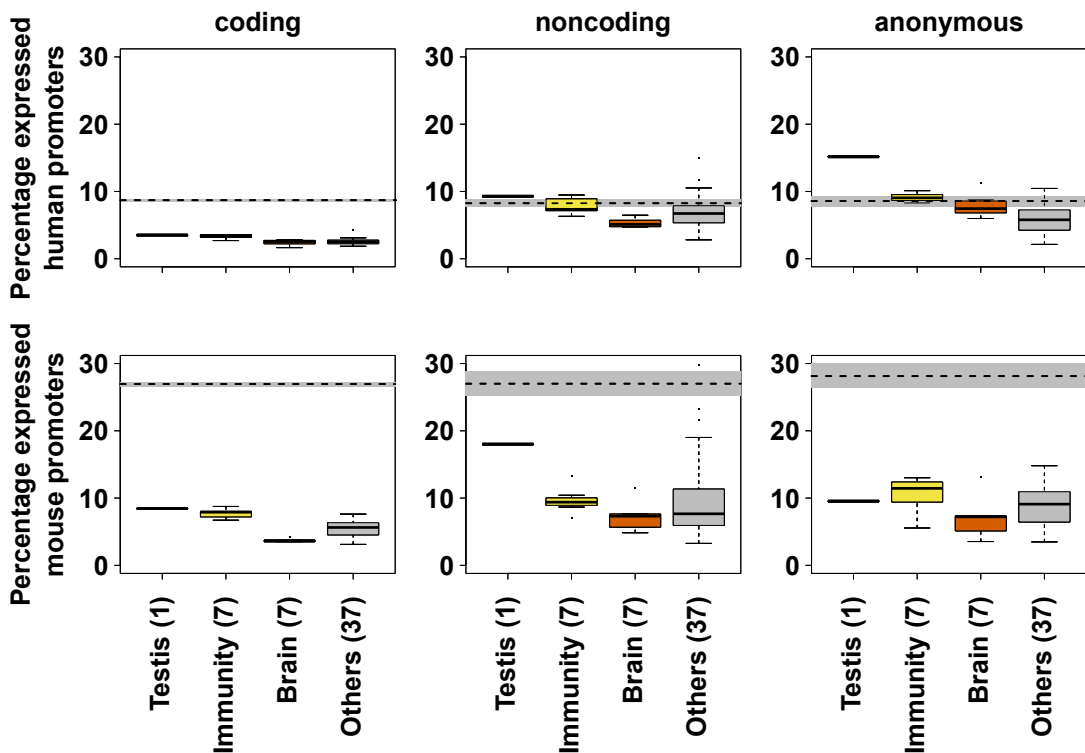 coding
noncoding
anonymous
Percentage expressed
human promoters
30
20
10
0
30
20
10
0
30
20
10
0
Percentage expressed
mouse promoters
30
20
10
0
30
20
10
0
30
20
10
0
Testis (1)
Immunity (7)
Brain (7)
Others (37)
Testis (1)
Immunity (7)
Brain (7)
Others (37)
Testis (1)
Immunity (7)
Brain (7)
Others (37)